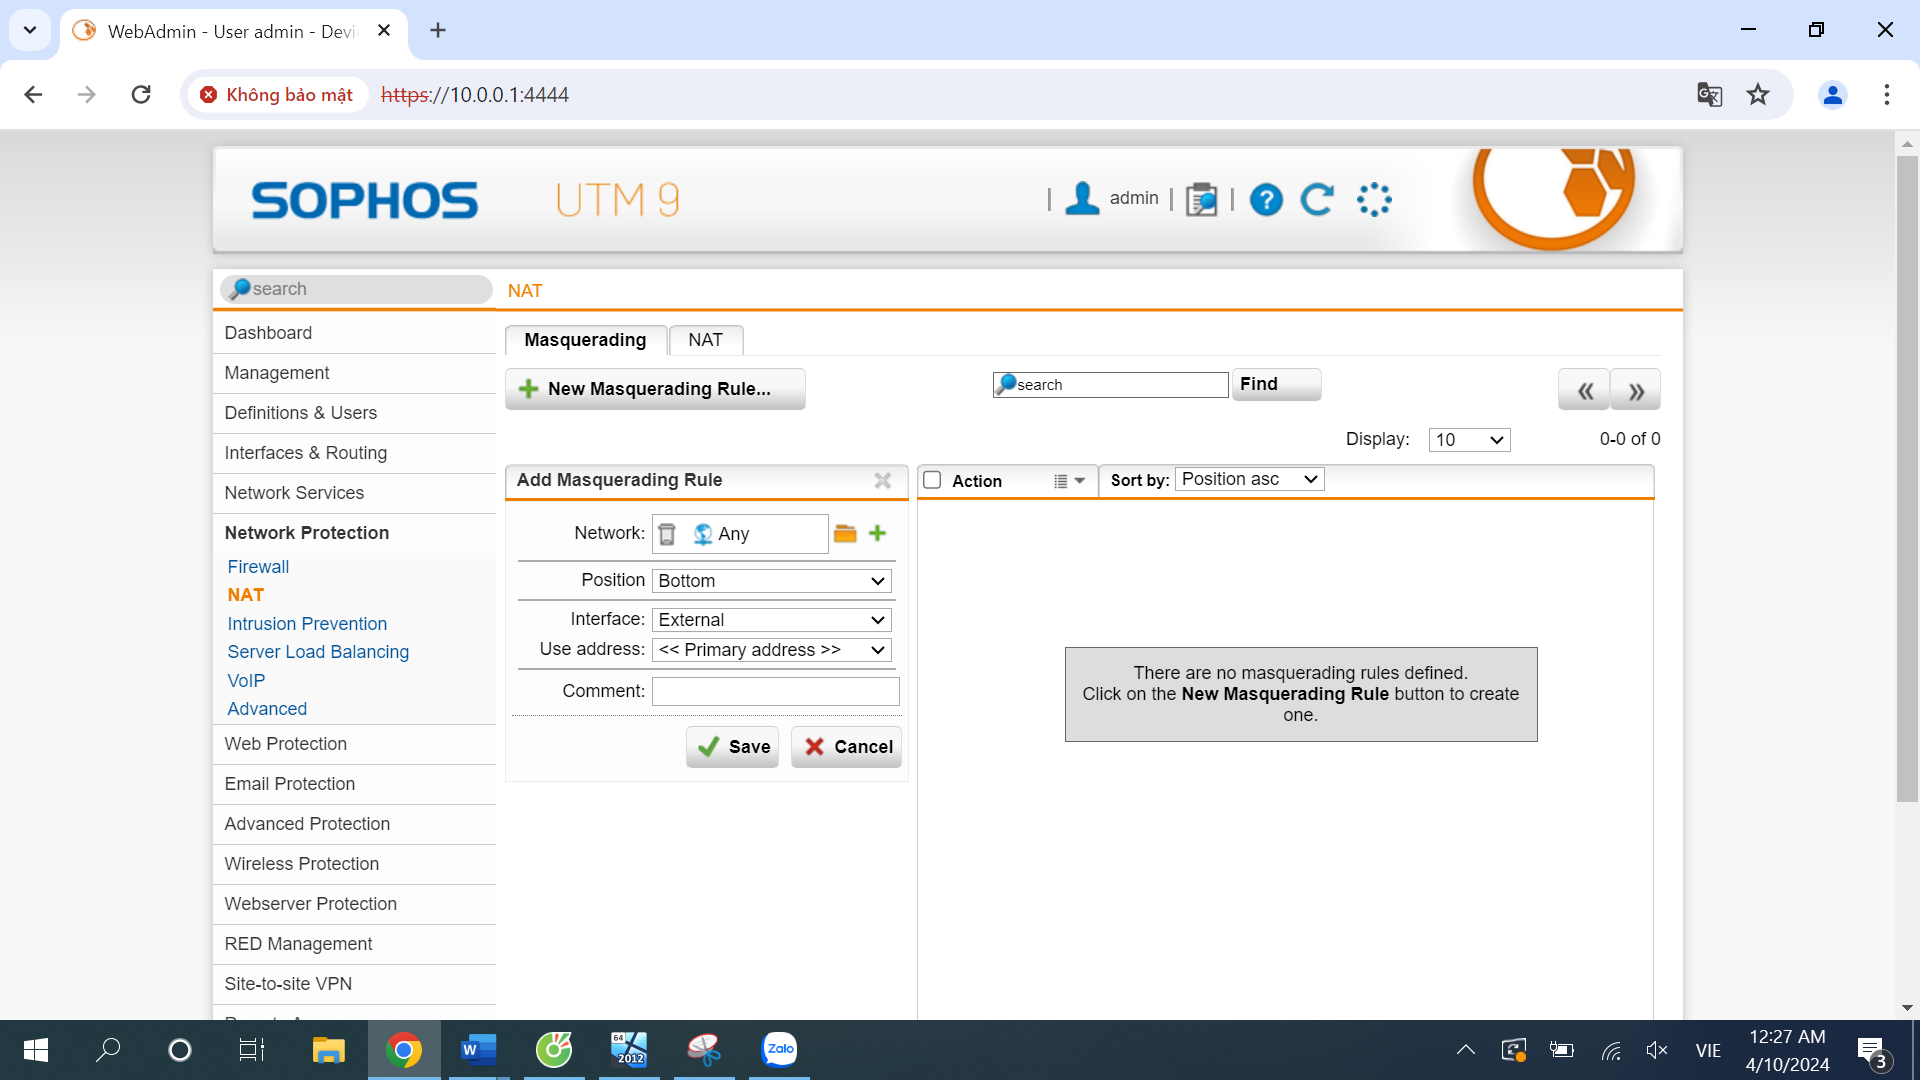 WebAdmin - User admin - Devi
Không bảo mật
https://10.0.0.1:4444
SOPHOS UTM 9
admin
search
NAT
Dashboard
Management
Definitions & Users
Interfaces & Routing
Network Services
Network Protection
Firewall
NAT
Intrusion Prevention
Server Load Balancing
VoIP
Advanced
Web Protection
Email Protection
Advanced Protection
Wireless Protection
Webserver Protection
RED Management
Site-to-site VPN
Masquerading
NAT
New Masquerading Rule...
search
Find
Display: 10
0-0 of 0
Add Masquerading Rule
Network: Any
Position Bottom
Interface: External
Use address: << Primary address >>
Comment:
Save
Cancel
Action
Sort by: Position asc
There are no masquerading rules defined.
Click on the New Masquerading Rule button to create
one.
W
64
2012
Zalo
VIE
12:27 AM
4/10/2024
3